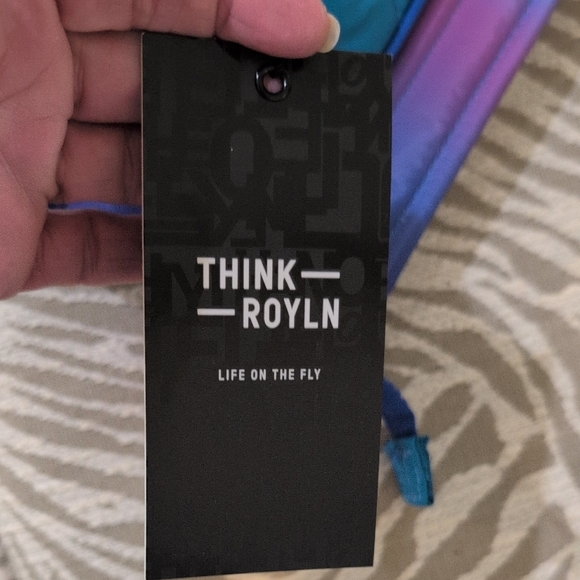 THINK—
—ROYLN
LIFE ON THE FLY